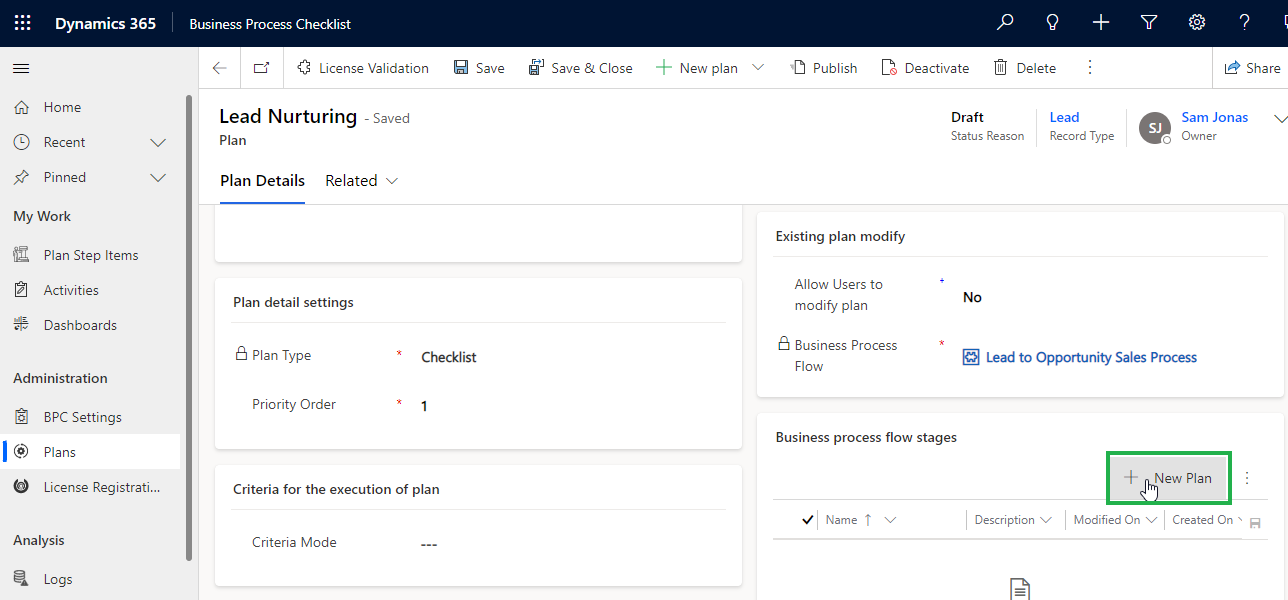 Dynamics 365
Business Process Checklist
License Validation
Save
Save & Close
New plan
Publish
Deactivate
Delete
Share
Home
Recent
Pinned
My Work
Plan Step Items
Activities
Dashboards
Administration
BPC Settings
Plans
License Registrati...
Analysis
Logs
Lead Nurturing - Saved
Plan
Draft
Status Reason
Lead
Record Type
SJ
Sam Jonas
Owner
Plan Details
Related
Plan detail settings
Plan Type * Checklist
Priority Order * 1
Criteria for the execution of plan
Criteria Mode ---
Existing plan modify
Allow Users to
modify plan
+
No
Business Process
Flow
*
Lead to Opportunity Sales Process
Business process flow stages
New Plan
Name ↑
Description
Modified On
Created On